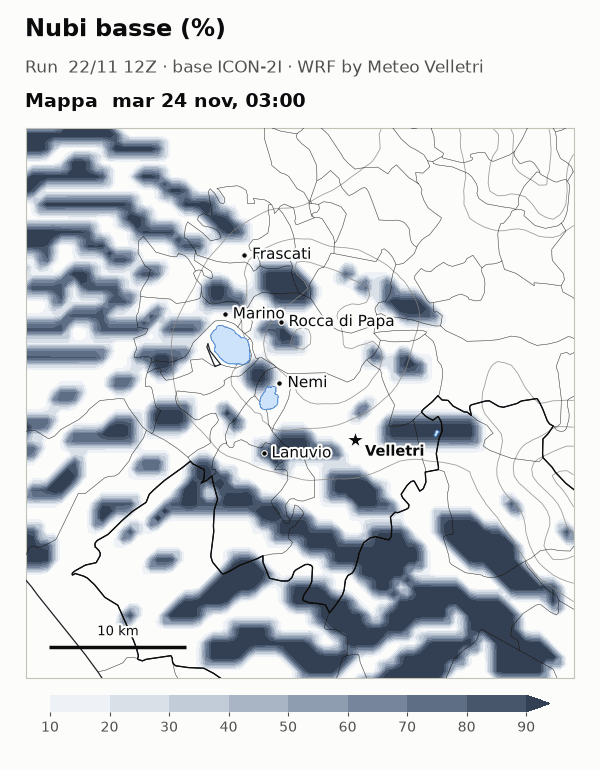 Nubi basse (%)
Run  22/11 12Z · base ICON-2I · WRF by Meteo Velletri
Mappa  mar 24 nov, 03:00
Frascati
Marino
Rocca di Papa
Nemi
Velletri
Lanuvio
10 km
10 20 30 40 50 60 70 80 90